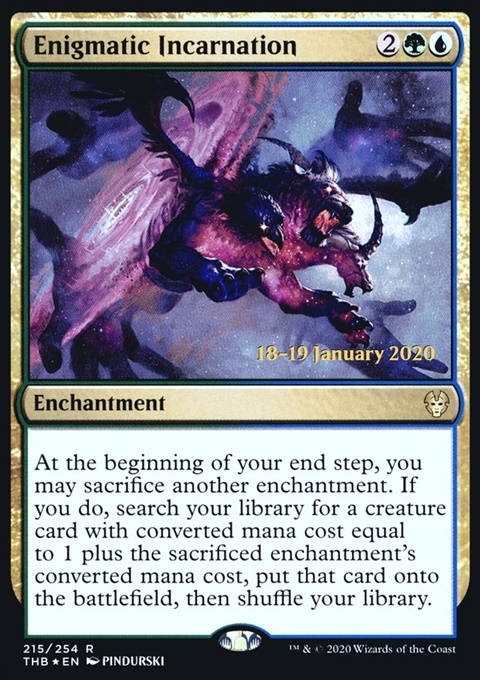 Enigmatic Incarnation 2
18–19 January 2020
Enchantment
At the beginning of your end step, you
may sacrifice another enchantment. If
you do, search your library for a creature
card with converted mana cost equal
to 1 plus the sacrificed enchantment's
converted mana cost, put that card onto
the battlefield, then shuffle your library.
215/254 R
THB★EN PINDURSKI
™ & © 2020 Wizards of the Coast